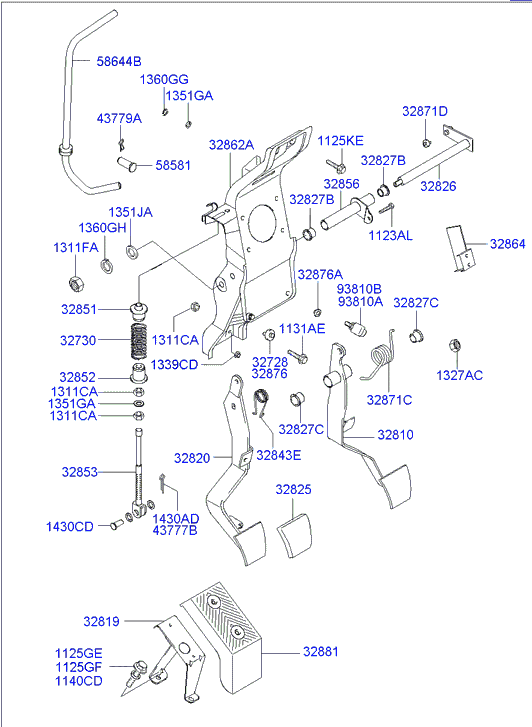 58644B
1360GG
1351GA
43779A
32871D
32862A
1125KE
58581
32827B
32856
32826
32827B
1351JA
1360GH
1311FA
1123AL
32864
32876A
93810B
93810A
32851
32827C
32730
1311CA
1131AE
1339CD
32728
32876
1327AC
32852
1311CA
1351GA
1311CA
32871C
32827C
32810
32820
32843E
32853
32825
1430AD
43777B
1430CD
32819
32881
1125GE
1125GF
1140CD